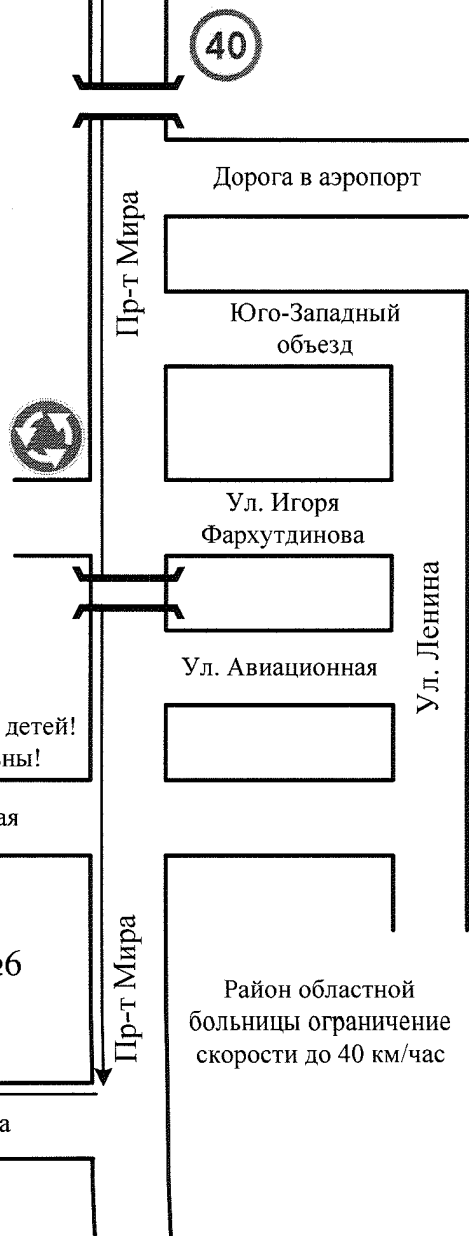 40
Дорога в аэропорт
Пр-т Мира
Юго-Западный
объезд
Ул. Игоря
Фархутдинова
Ул. Ленина
Ул. Авиационная
детей!
ны!
ая
6
Пр-т Мира
Район областной
больницы ограничение
скорости до 40 км/час
а